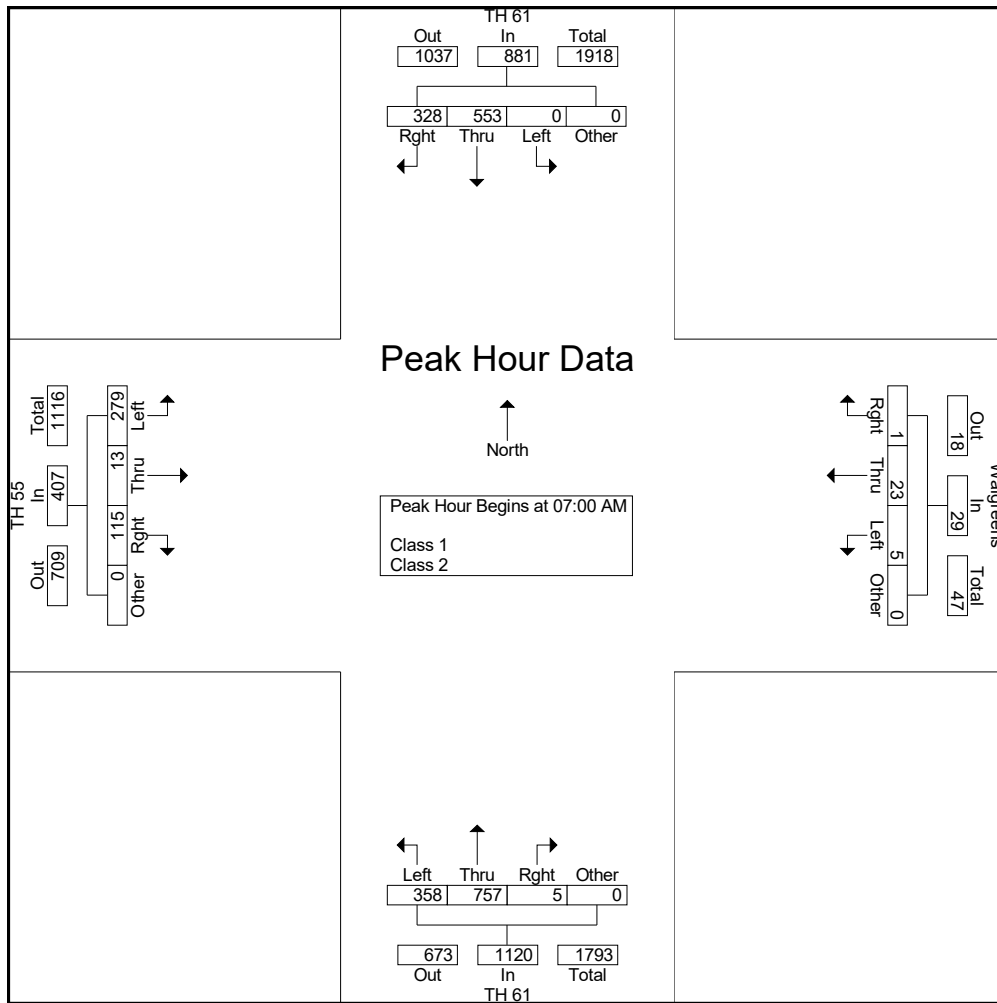 TH 61
Out In Total
1037 881 1918
328 553 0 0
Rght Thru Left Other
Peak Hour Data
North
Peak Hour Begins at 07:00 AM
Class 1
Class 2
TH 55
Total In Out
1116 407 709
279 13 115 0
Left Thru Rght Other
Walgreens
Out In Total
18 29 47
1 23 5 0
Rght Thru Left Other
Left Thru Rght Other
358 757 5 0
673 1120 1793
Out In Total
TH 61